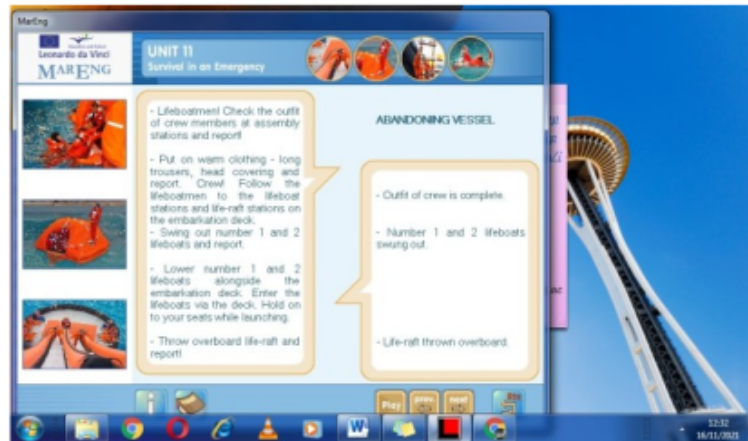 MarEng
Leonardo da Vinci
MARENG
UNIT 11
Survival in an Emergency
- Lifeboatmen! Check the outfit
of crew members at assembly
stations and report!
- Put on warm clothing - long
trousers, head covering and
report. Crew! Follow the
lifeboatmen to the lifeboat
stations and life-raft stations on
the embarkation deck.
- Swing out number 1 and 2
lifeboats and report.
- Lower number 1 and 2
lifeboats alongside the
embarkation deck. Enter the
lifeboats via the deck. Hold on
to your seats while launching.
- Throw overboard life-raft and
report!
ABANDONING VESSEL
- Outfit of crew is complete.
- Number 1 and 2 lifeboats
swung out.
- Life-raft thrown overboard.
Play
prev.
next
12:32
16/11/2021